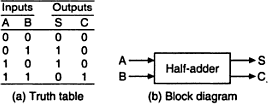 Inputs Outputs
A B S C
0 0 0 0
0 1 1 0
1 0 1 0
1 1 0 1
(a) Truth table
A
B
Half-adder
S
C
(b) Block diagram